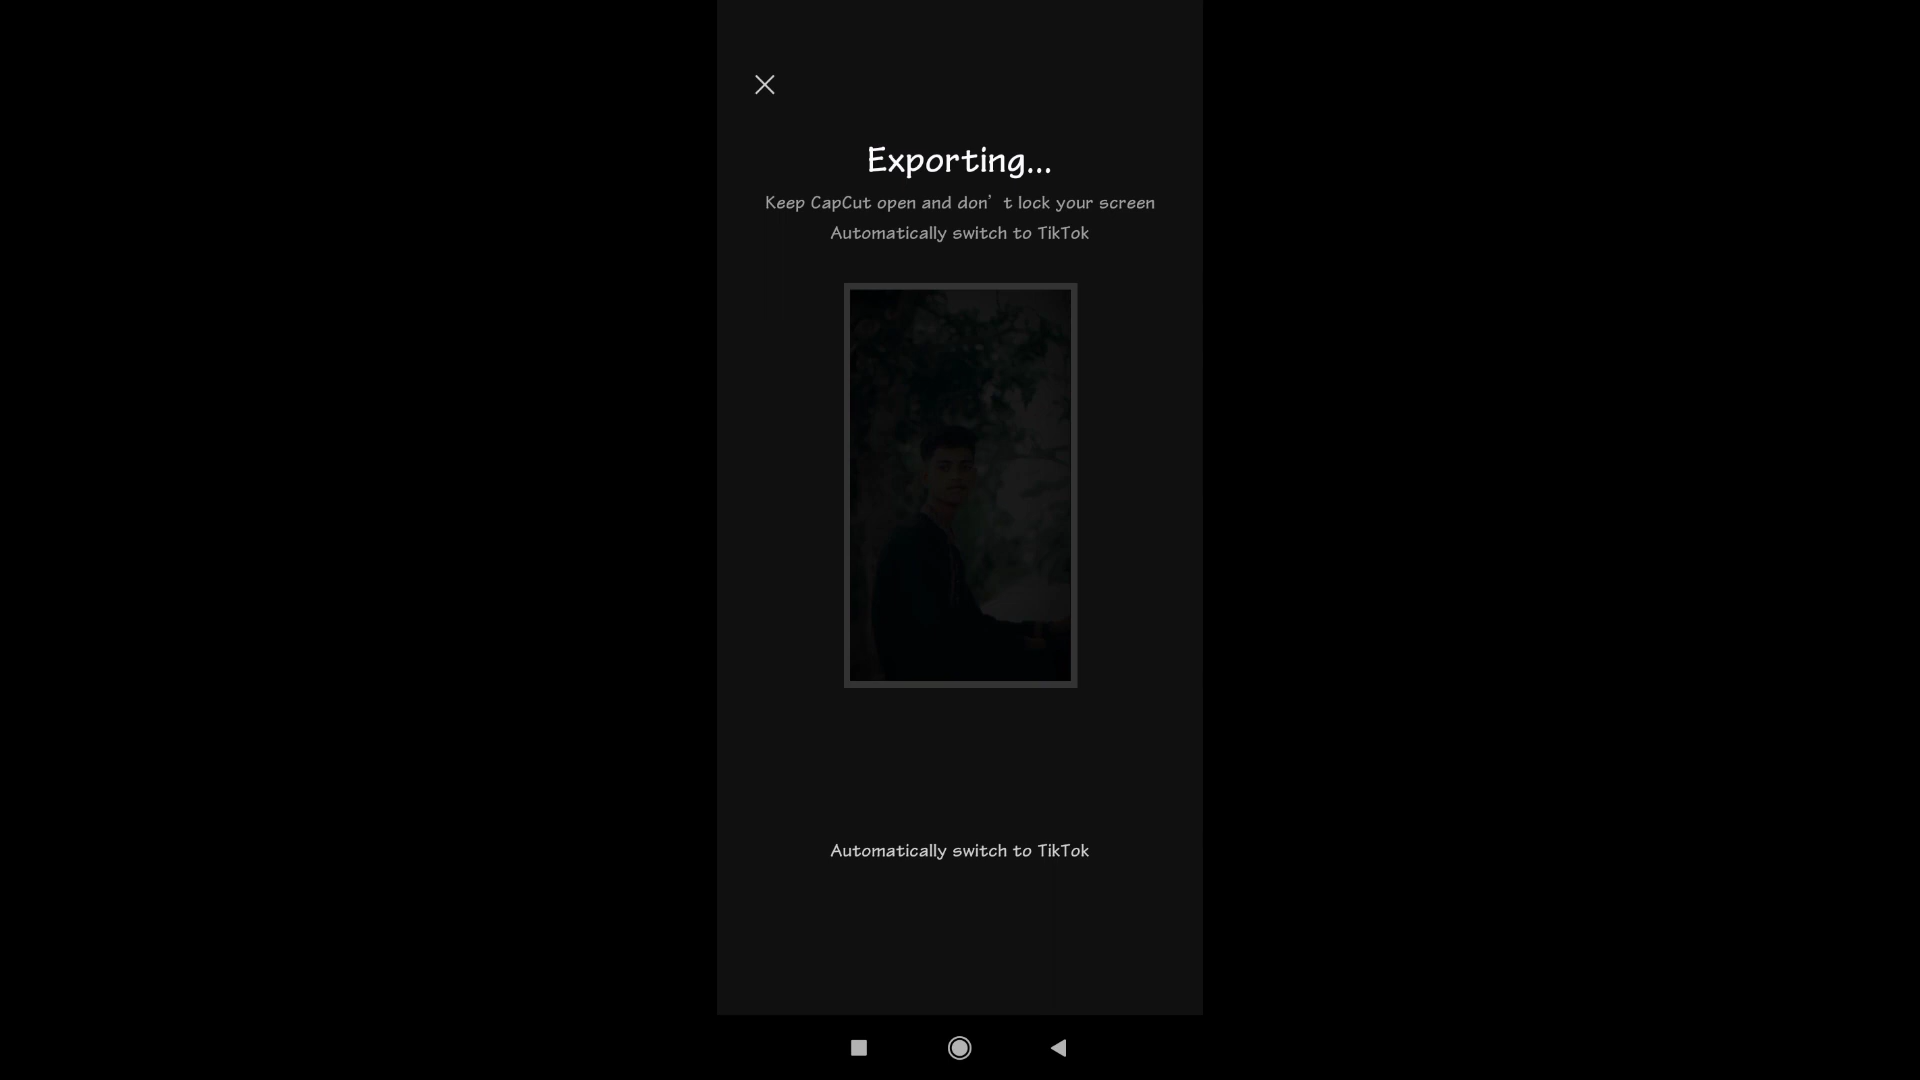 Exporting...
Keep CapCut open and don’t lock your screen
Automatically switch to TikTok
Automatically switch to TikTok